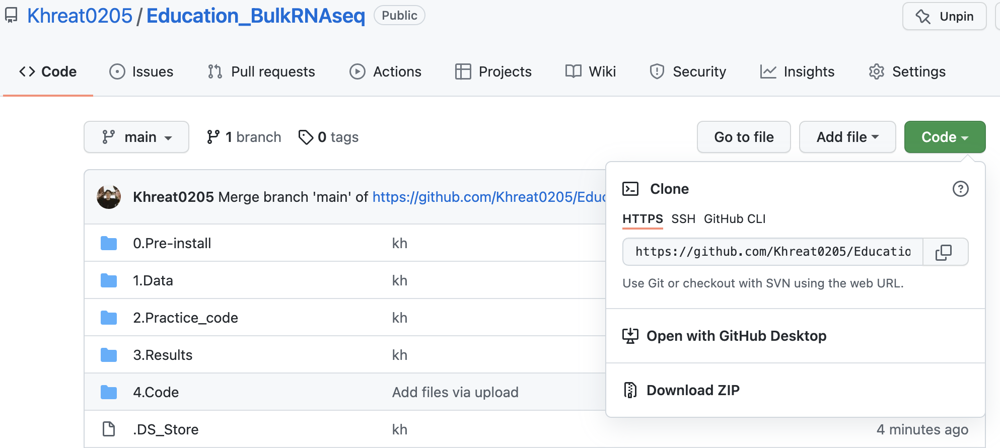 Khreat0205 / Education_BulkRNAseq Public Unpin
Code Issues Pull requests Actions Projects Wiki Security Insights Settings
main 1 branch 0 tags Go to file Add file Code
Khreat0205 Merge branch 'main' of https://github.com/Khreat0205/Educ
Clone
HTTPS SSH GitHub CLI
https://github.com/Khreat0205/Educatio
Use Git or checkout with SVN using the web URL.
Open with GitHub Desktop
Download ZIP
0.Pre-install kh
1.Data kh
2.Practice_code kh
3.Results kh
4.Code Add files via upload
.DS_Store kh 4 minutes ago